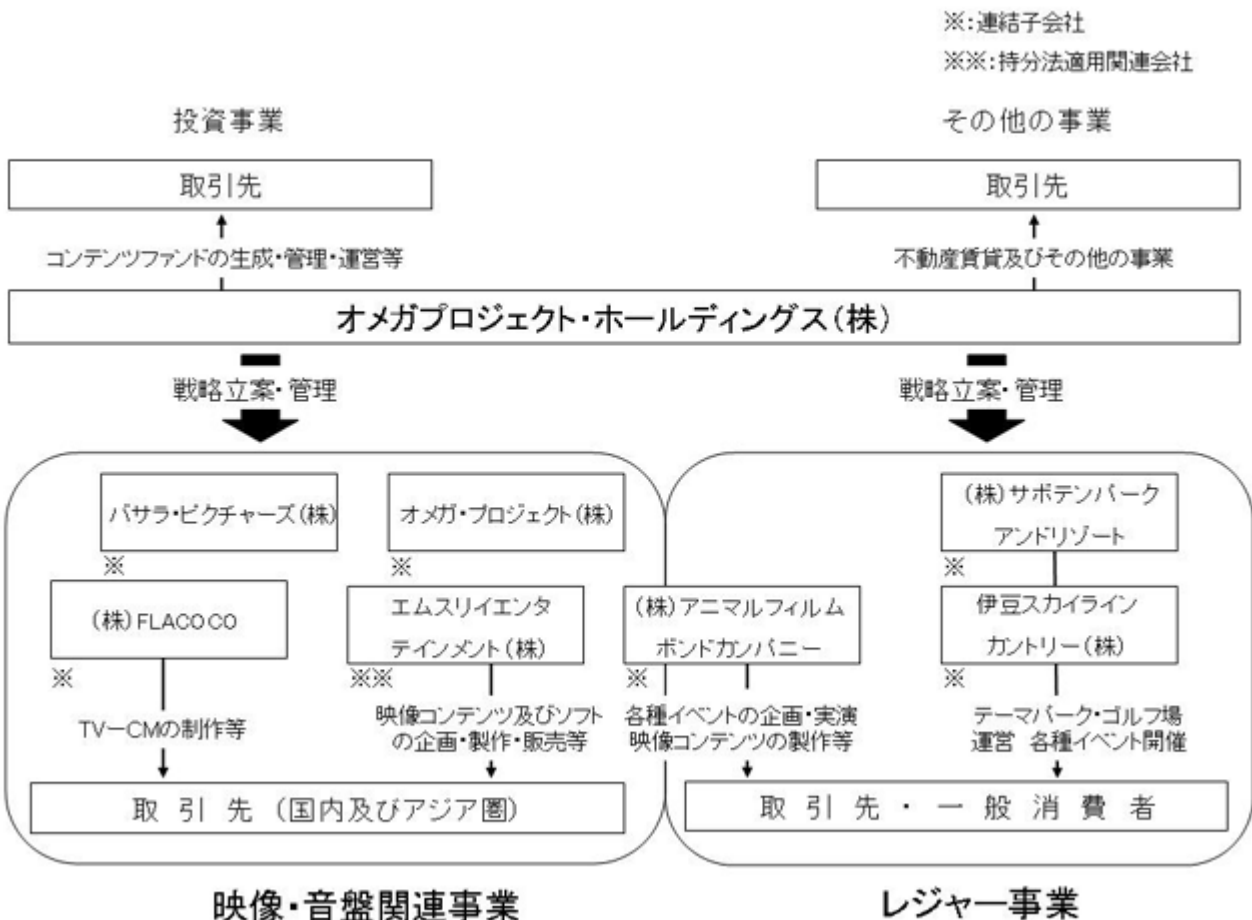 ※:連結子会社
※※:持分法適用関連会社
投資事業
その他の事業
取引先
取引先
コンテンツファンドの生成・管理・運営等
不動産賃貸及びその他の事業
オメガプロジェクト・ホールディングス(株)
戦略立案・管理
戦略立案・管理
バサラ・ピクチャーズ(株)
※
オメガ・プロジェクト(株)
※
(株)サボテンパーク
アンドリゾート
※
(株)FLACOCO
※
エムスリイエンタ
テインメント(株)
※※
(株)アニマルフィルム
ボンドカンパニー
※
伊豆スカイライン
カントリー(株)
※
TV-CMの制作等
映像コンテンツ及びソフト
の企画・製作・販売等
各種イベントの企画・実演
映像コンテンツの製作等
テーマパーク・ゴルフ場
運営 各種イベント開催
取引先(国内及びアジア圏)
取引先・一般消費者
映像・音盤関連事業
レジャー事業